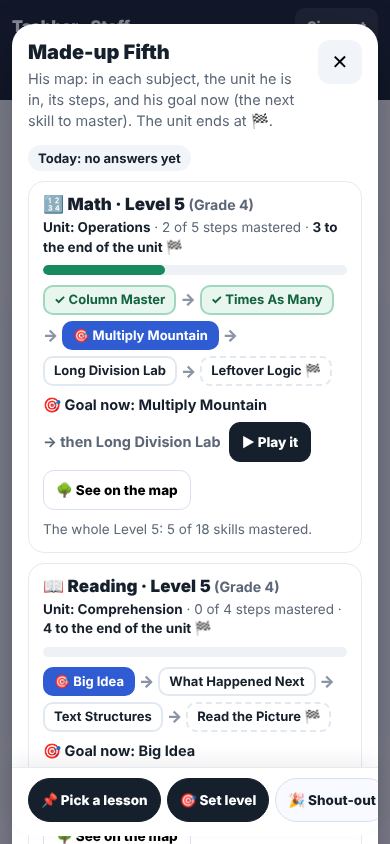 Made-up Fifth
His map: in each subject, the unit he is
in, its steps, and his goal now (the next
skill to master). The unit ends at 🏁.
✕
Today: no answers yet
🔢 Math · Level 5 (Grade 4)
Unit: Operations · 2 of 5 steps mastered · 3 to
the end of the unit 🏁
✓ Column Master → ✓ Times As Many
→ 🎯 Multiply Mountain →
Long Division Lab → Leftover Logic 🏁
🎯 Goal now: Multiply Mountain
→ then Long Division Lab ▶ Play it
🌳 See on the map
The whole Level 5: 5 of 18 skills mastered.
📖 Reading · Level 5 (Grade 4)
Unit: Comprehension · 0 of 4 steps mastered ·
4 to the end of the unit 🏁
🎯 Big Idea → What Happened Next →
Text Structures → Read the Picture 🏁
🎯 Goal now: Big Idea
📌 Pick a lesson 🎯 Set level 🎉 Shout-out
🌳 See on the map